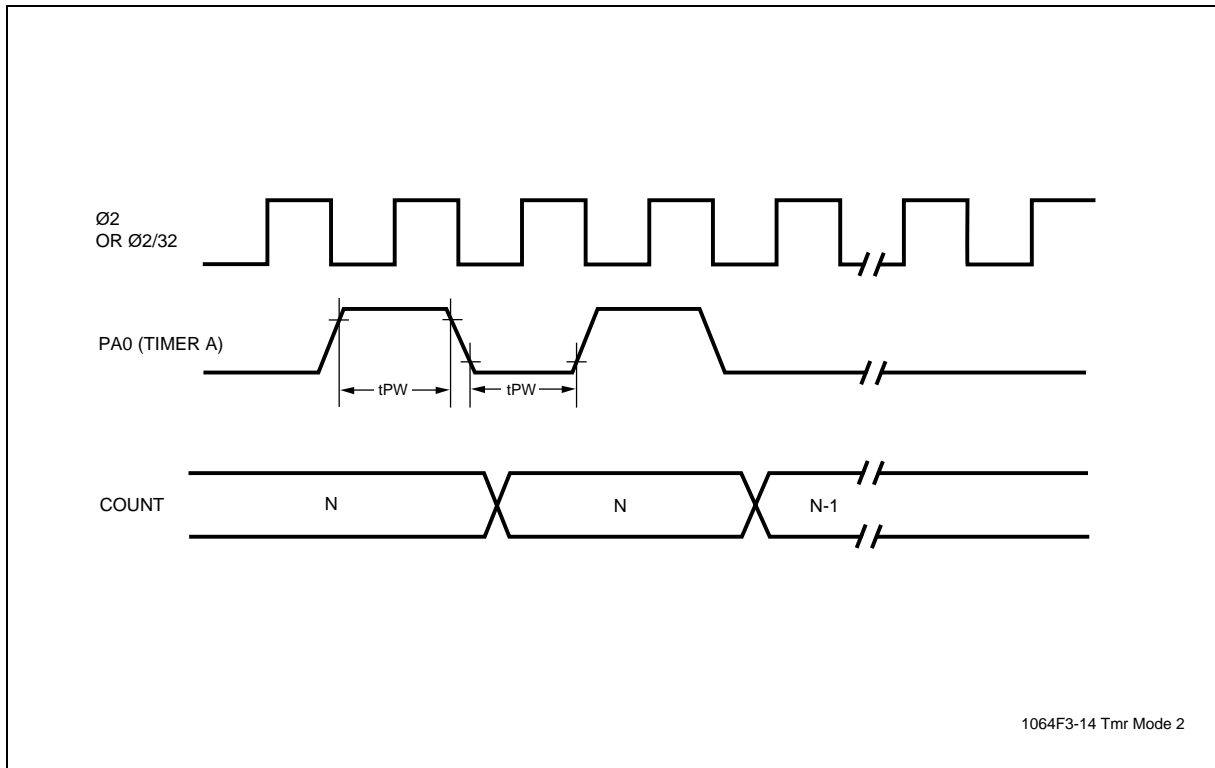 Ø2
OR Ø2/32
PA0 (TIMER A)
tPW
tPW
COUNT
N
N
N-1
1064F3-14 Tmr Mode 2